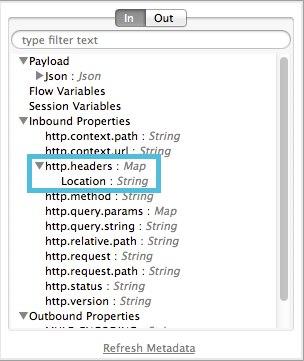 In Out
type filter text
Payload
Json : Json
Flow Variables
Session Variables
Inbound Properties
http.context.path : String
http.context.url : String
http.headers : Map
Location : String
http.method : String
http.query.params : Map
http.query.string : String
http.relative.path : String
http.request : String
http.request.path : String
http.status : String
http.version : String
Outbound Properties
Refresh Metadata